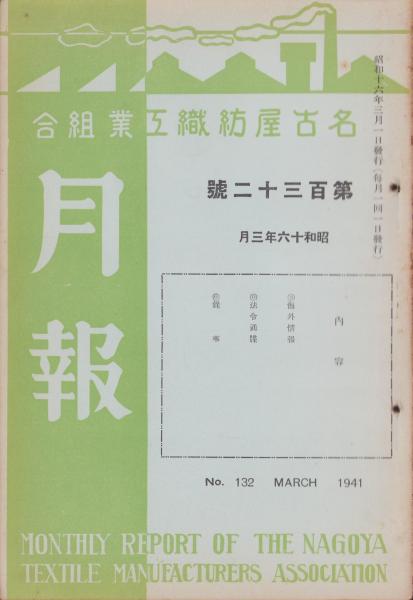 昭和十六年三月一日發行(每月一回一日發行)
合組業工織紡屋古名
月報
號二十三百第
月三年六十和昭
內容
㊀海外情報
㊁法令通牒
㊂雜事
No. 132 MARCH 1941
MONTHLY REPORT OF THE NAGOYA
TEXTILE MANUFACTURERS ASSOCIATION